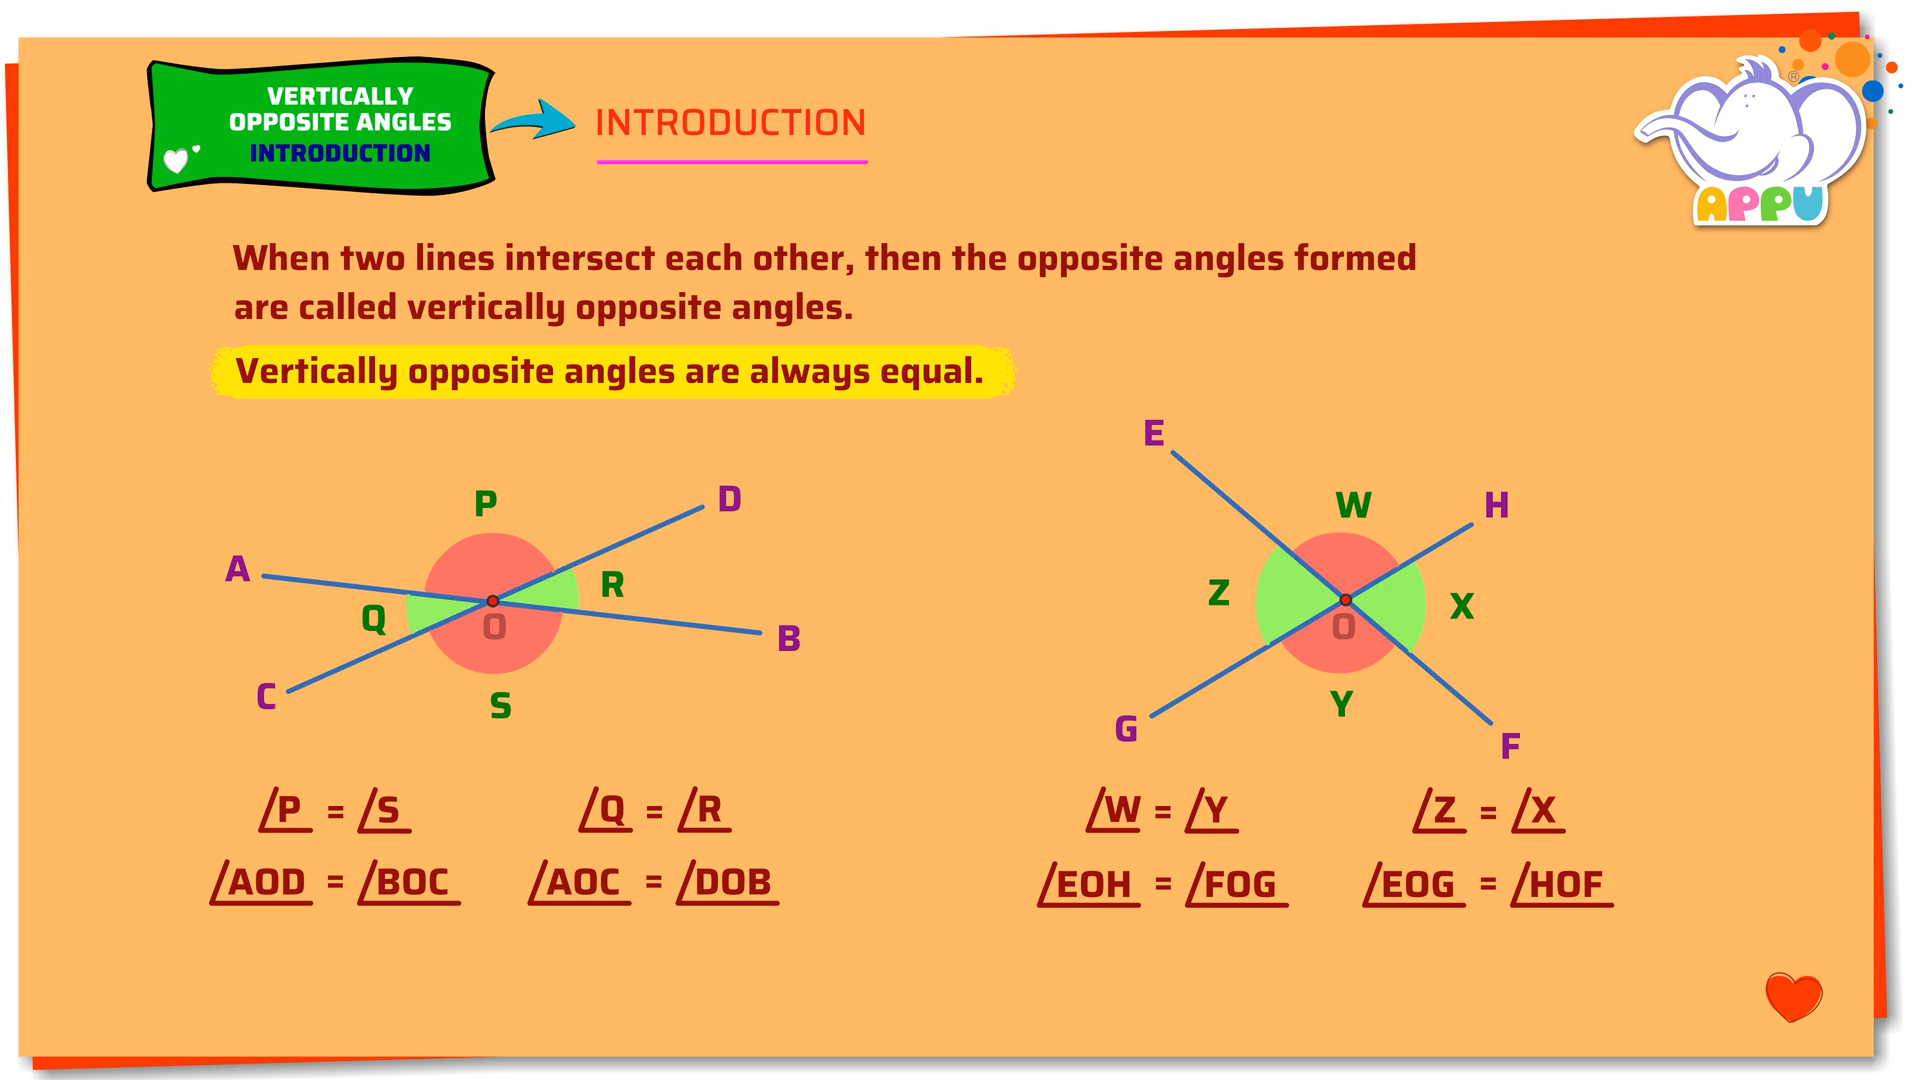 VERTICALLY
OPPOSITE ANGLES
INTRODUCTION
INTRODUCTION
®
APPU
When two lines intersect each other, then the opposite angles formed
are called vertically opposite angles.
Vertically opposite angles are always equal.
P
D
A
R
Q
O
B
C
S
E
W
H
Z
X
O
Y
G
F
∠P = ∠S
∠Q = ∠R
∠W = ∠Y
∠Z = ∠X
∠AOD = ∠BOC
∠AOC = ∠DOB
∠EOH = ∠FOG
∠EOG = ∠HOF